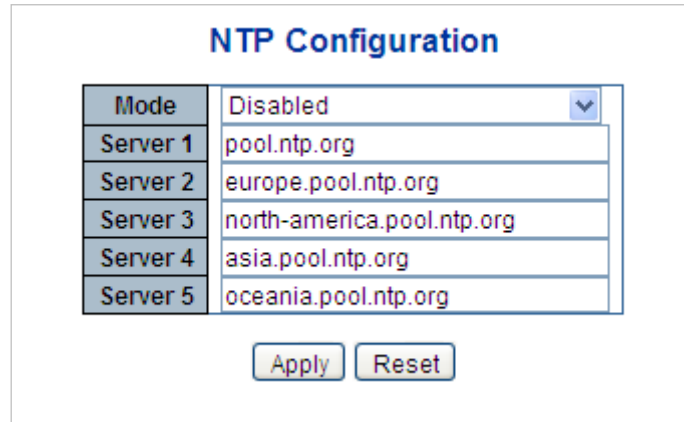 NTP Configuration
Mode Disabled
Server 1 pool.ntp.org
Server 2 europe.pool.ntp.org
Server 3 north-america.pool.ntp.org
Server 4 asia.pool.ntp.org
Server 5 oceania.pool.ntp.org
Apply Reset